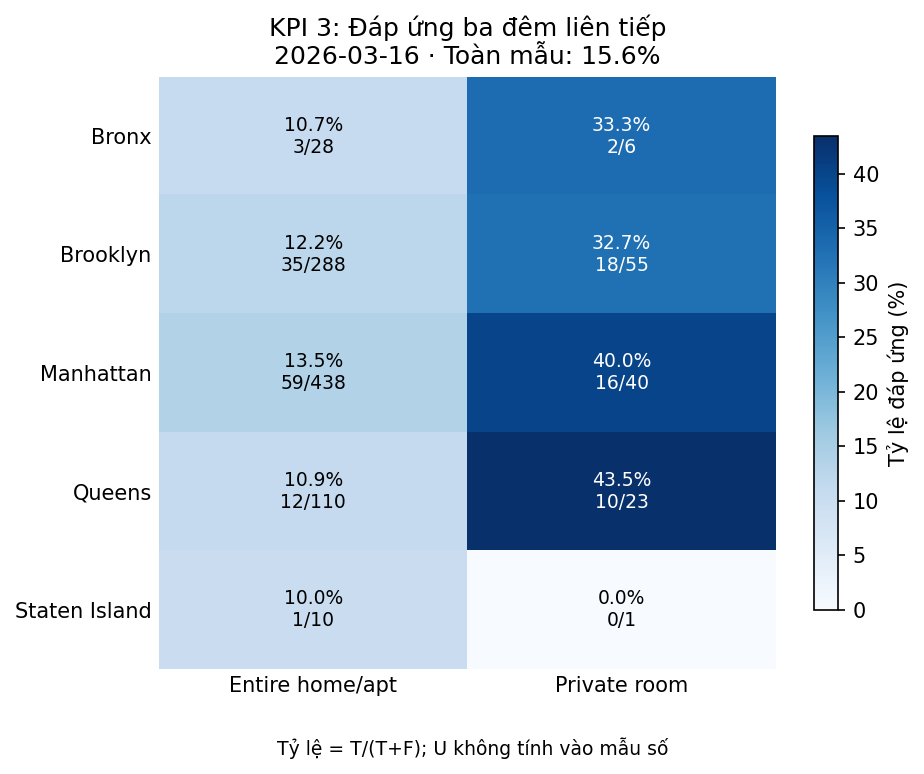 KPI 3: Đáp ứng ba đêm liên tiếp
2026-03-16 · Toàn mẫu: 15.6%
Bronx
10.7%
3/28
33.3%
2/6
Brooklyn
12.2%
35/288
32.7%
18/55
Manhattan
13.5%
59/438
40.0%
16/40
Queens
10.9%
12/110
43.5%
10/23
Staten Island
10.0%
1/10
0.0%
0/1
Entire home/apt
Private room
40
35
30
25
20
15
10
5
0
Tỷ lệ đáp ứng (%)
Tỷ lệ = T/(T+F); U không tính vào mẫu số